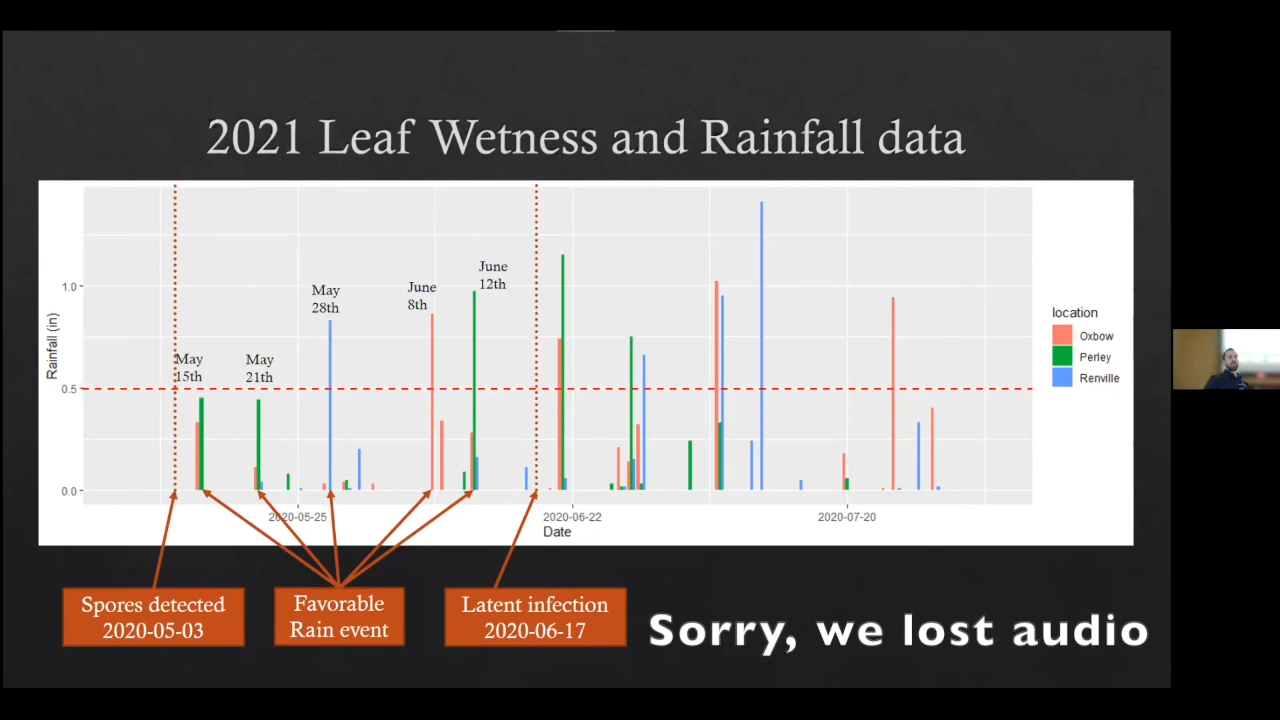 2021 Leaf Wetness and Rainfall data
Rainfall (in)
1.0
0.5
0.0
May
15th
May
21th
May
28th
June
8th
June
12th
location
Oxbow
Perley
Renville
2020-05-25
2020-06-22
2020-07-20
Date
Spores detected
2020-05-03
Favorable
Rain event
Latent infection
2020-06-17
Sorry, we lost audio